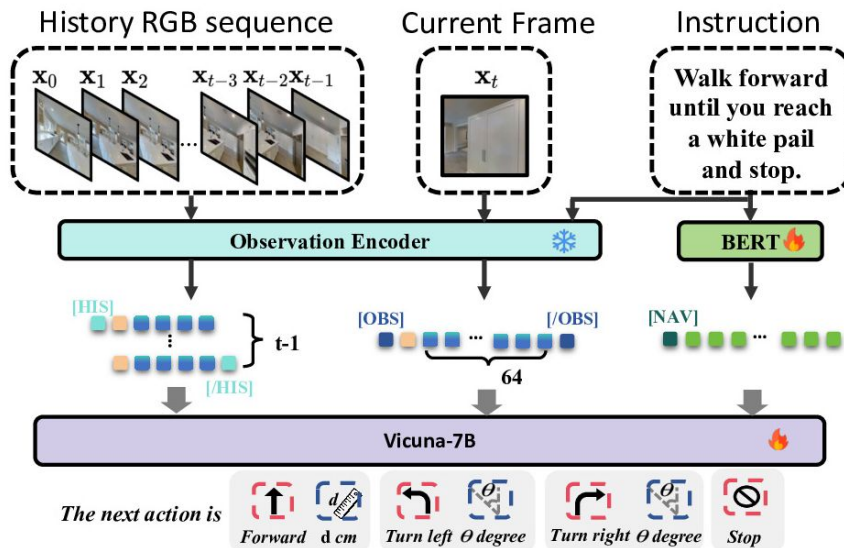 History RGB sequence
Current Frame
Instruction
x0 x1 x2 ... xt-3 xt-2 xt-1
xt
Walk forward
until you reach
a white pail
and stop.
Observation Encoder
BERT
[HIS]
...
[/HIS]
t-1
[OBS] ... [/OBS]
64
[NAV]
...
Vicuna-7B
The next action is
Forward
d
d cm
Turn left
Θ
Θ degree
Turn right
Θ
Θ degree
Stop